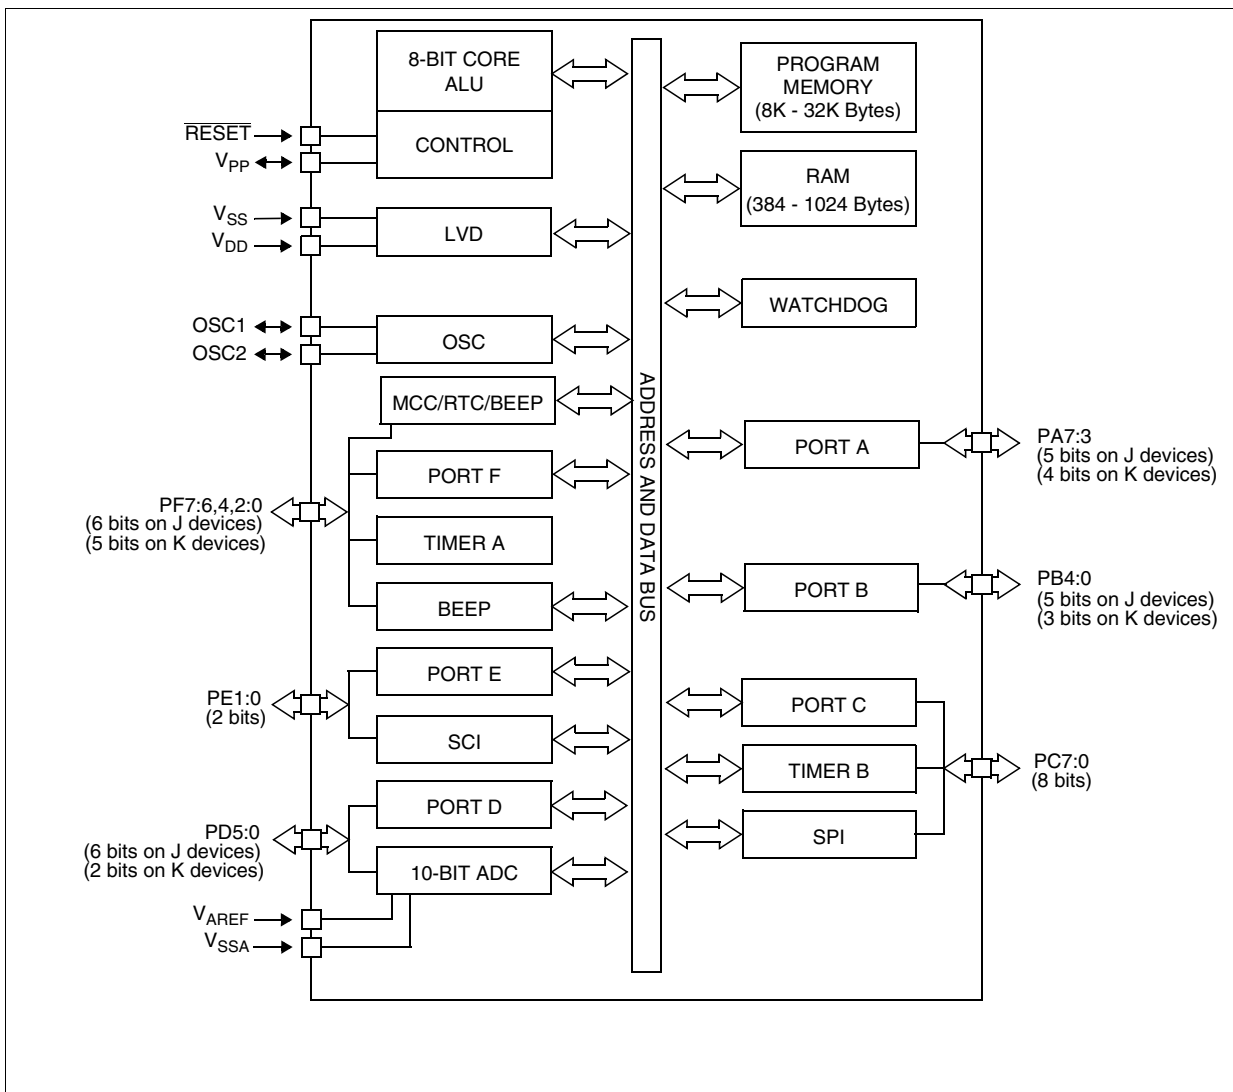 8-BIT CORE
ALU
CONTROL
RESET
VPP
VSS
VDD
LVD
OSC1
OSC2
OSC
MCC/RTC/BEEP
PORT F
PF7:6,4,2:0
(6 bits on J devices)
(5 bits on K devices)
TIMER A
BEEP
PORT E
PE1:0
(2 bits)
SCI
PORT D
PD5:0
(6 bits on J devices)
(2 bits on K devices)
10-BIT ADC
VAREF
VSSA
ADDRESS AND DATA BUS
PROGRAM
MEMORY
(8K - 32K Bytes)
RAM
(384 - 1024 Bytes)
WATCHDOG
PORT A
PA7:3
(5 bits on J devices)
(4 bits on K devices)
PORT B
PB4:0
(5 bits on J devices)
(3 bits on K devices)
PORT C
TIMER B
PC7:0
(8 bits)
SPI